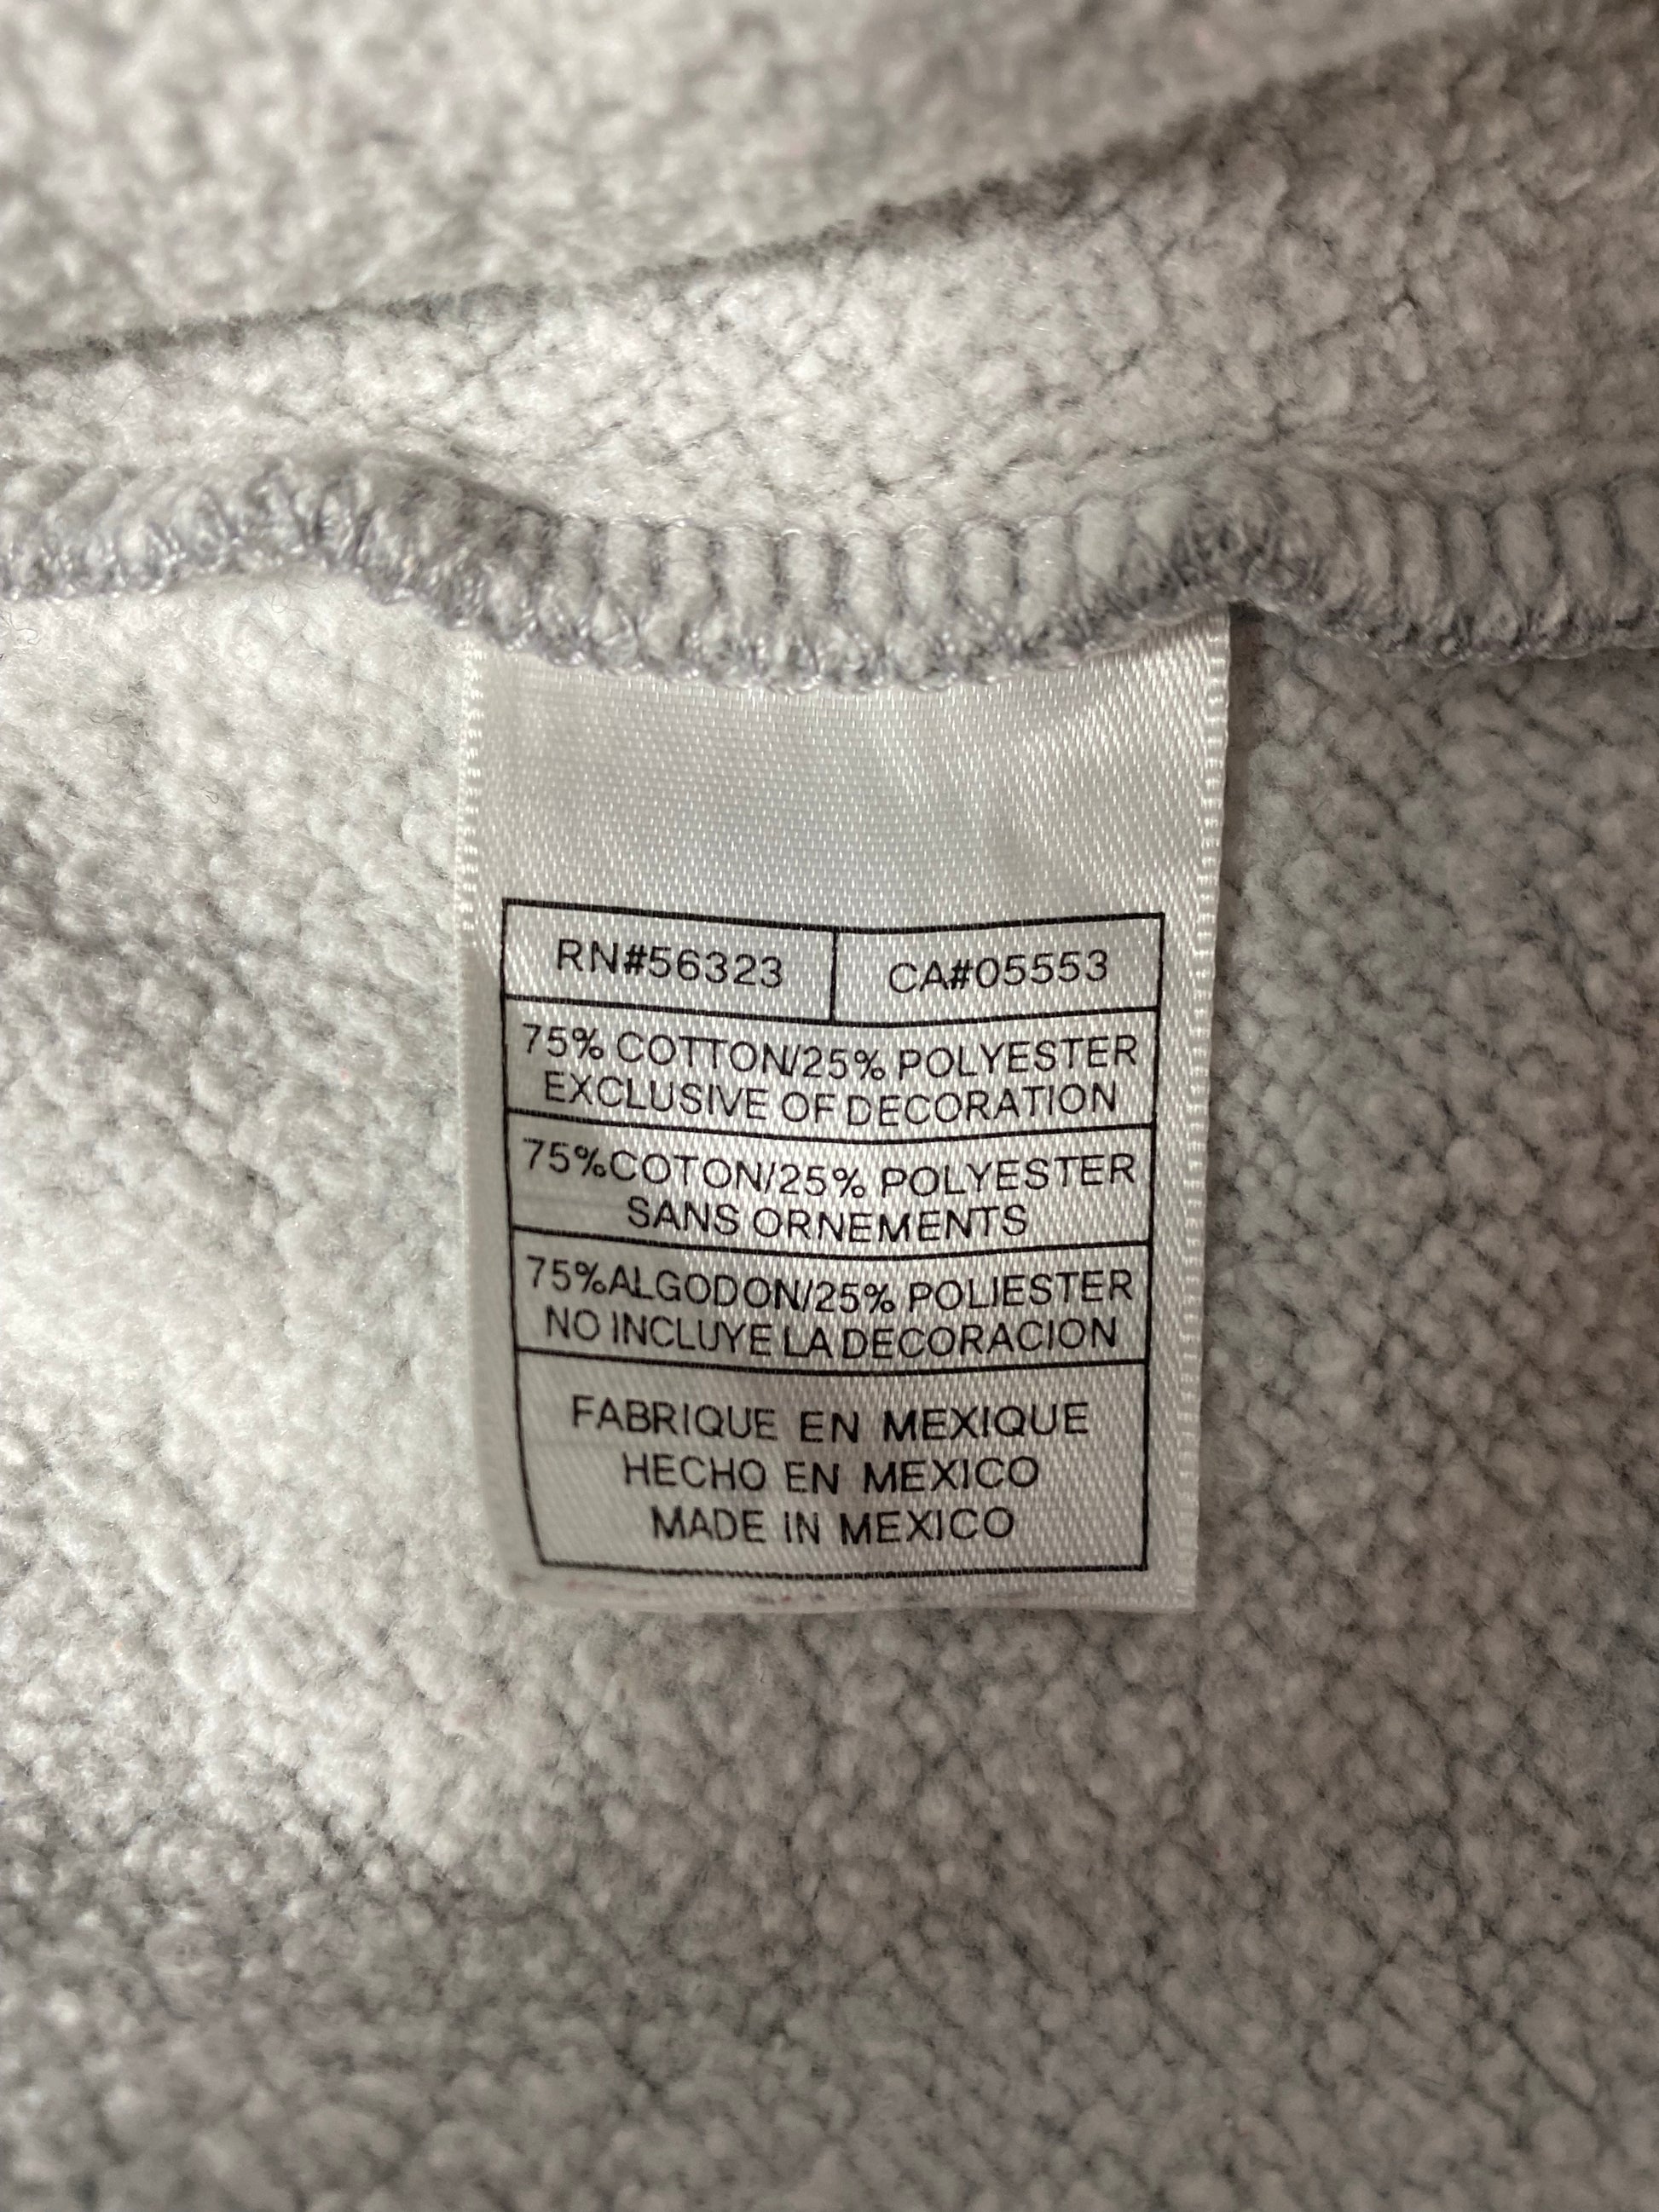 RN#56323 CA#05553
75% COTTON/25% POLYESTER
EXCLUSIVE OF DECORATION
75%COTON/25% POLYESTER
SANS ORNEMENTS
75%ALGODON/25% POLIESTER
NO INCLUYE LA DECORACION
FABRIQUE EN MEXIQUE
HECHO EN MEXICO
MADE IN MEXICO